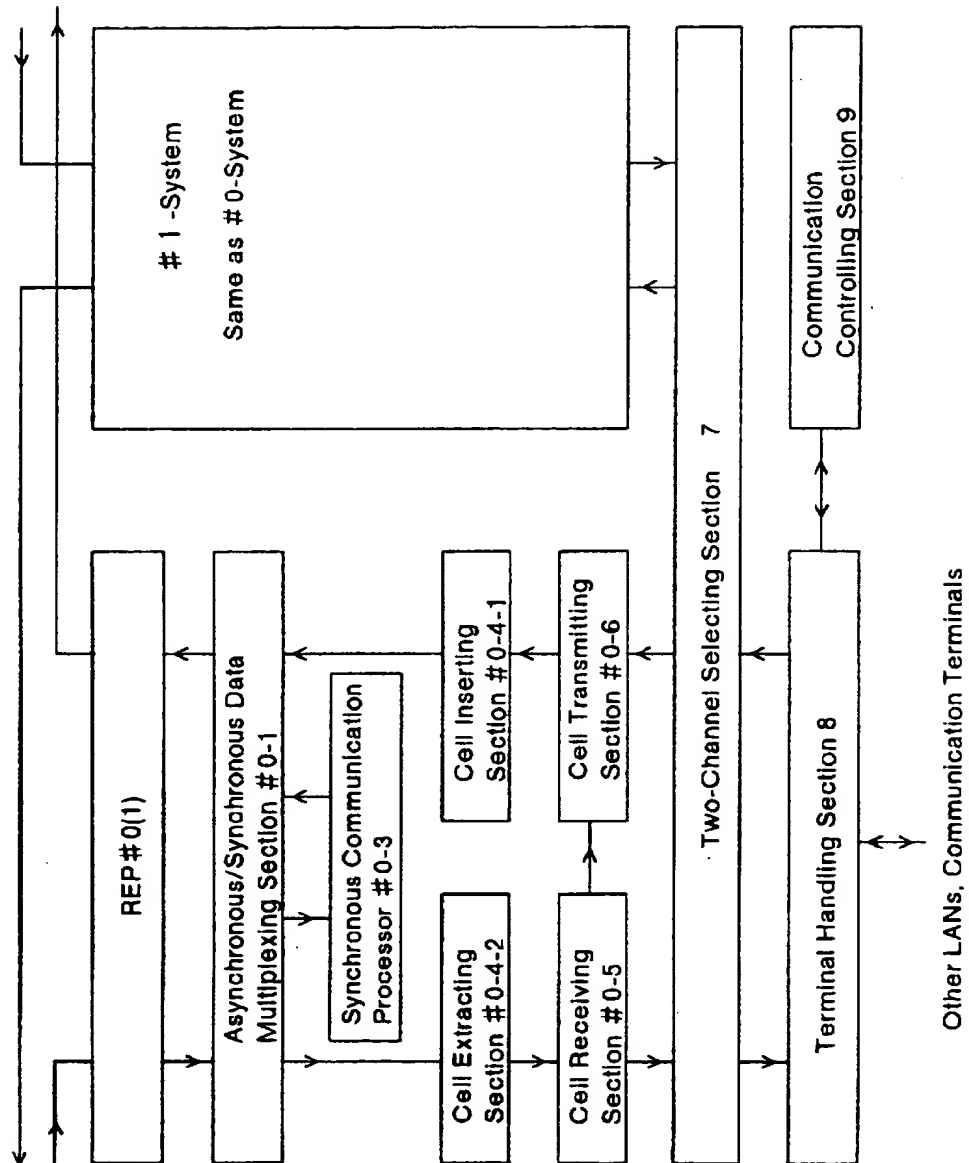 REP#0(1)
Asynchronous/Synchronous Data
Multiplexing Section #0-1
Synchronous Communication
Processor #0-3
Cell Extracting
Section #0-4-2
Cell Inserting
Section #0-4-1
Cell Receiving
Section #0-5
Cell Transmitting
Section #0-6
#1-System
Same as #0-System
Two-Channel Selecting Section 7
Terminal Handling Section 8
Communication
Controlling Section 9
Other LANs, Communication Terminals